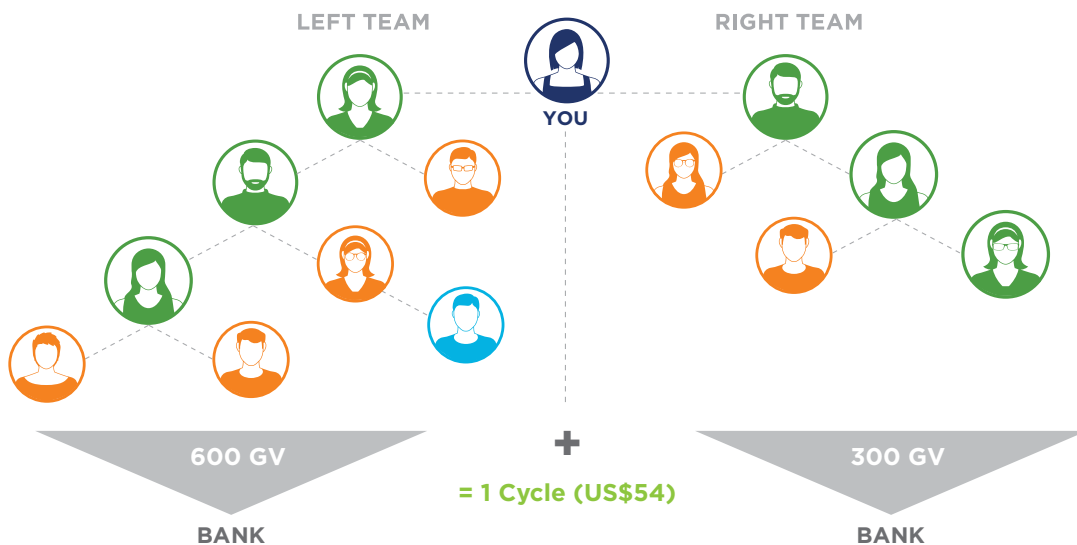 LEFT TEAM
RIGHT TEAM
YOU
600 GV
+
300 GV
= 1 Cycle (US$54)
BANK
BANK